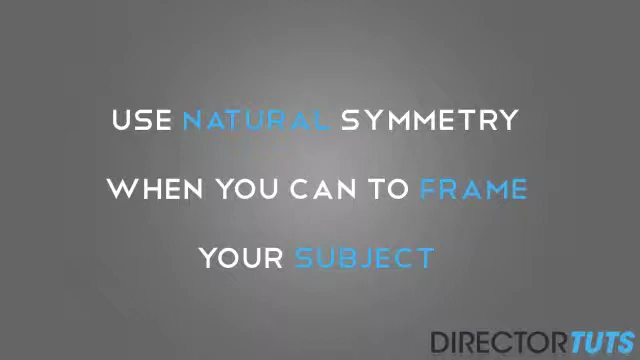 USE NATURAL SYMMETRY
WHEN YOU CAN TO FRAME
YOUR SUBJECT
DIRECTORTUTS